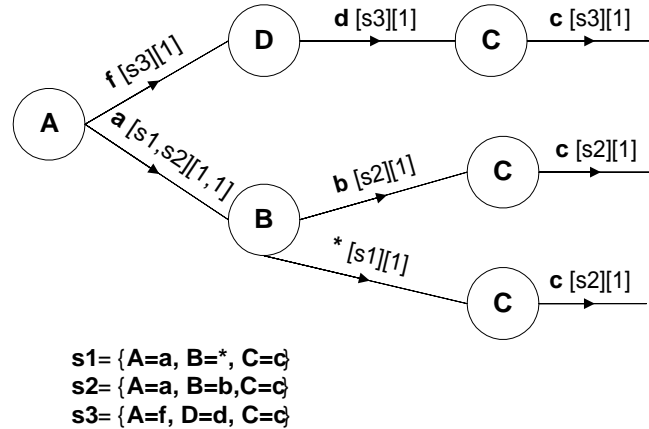 D
d [s3][1]
C
c [s3][1]
f [s3][1]
A
a [s1,s2][1,1]
B
b [s2][1]
C
c [s2][1]
* [s1][1]
C
c [s2][1]
s1= {A=a, B=*, C=c}
s2= {A=a, B=b,C=c}
s3= {A=f, D=d, C=c}